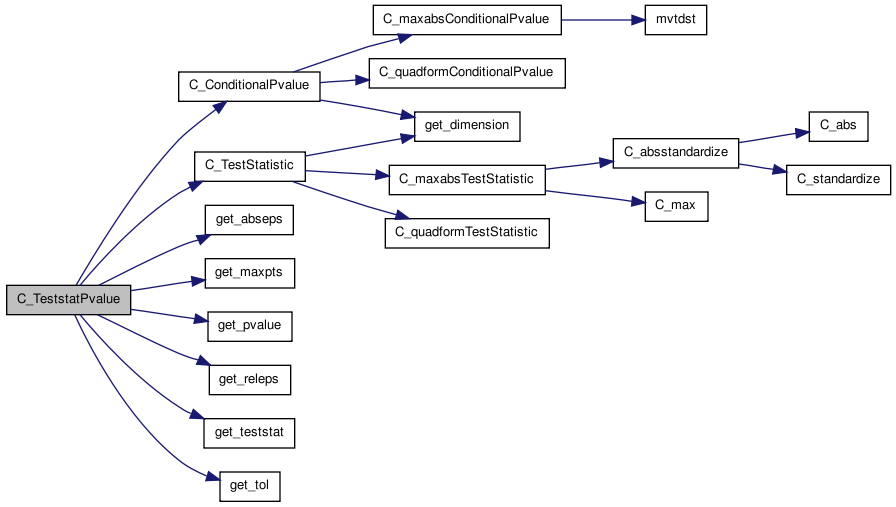 C_maxabsConditionalPvalue
mvtdst
C_quadformConditionalPvalue
C_ConditionalPvalue
get_dimension
C_abs
C_absstandardize
C_TestStatistic
C_maxabsTestStatistic
C_standardize
C_max
get_abseps
C_quadformTestStatistic
get_maxpts
C_TeststatPvalue
get_pvalue
get_releps
get_teststat
get_tol